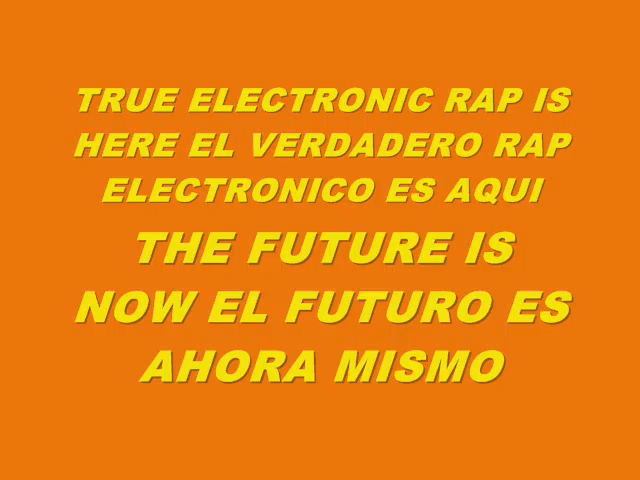 TRUE ELECTRONIC RAP IS
HERE EL VERDADERO RAP
ELECTRONICO ES AQUI
THE FUTURE IS
NOW EL FUTURO ES
AHORA MISMO